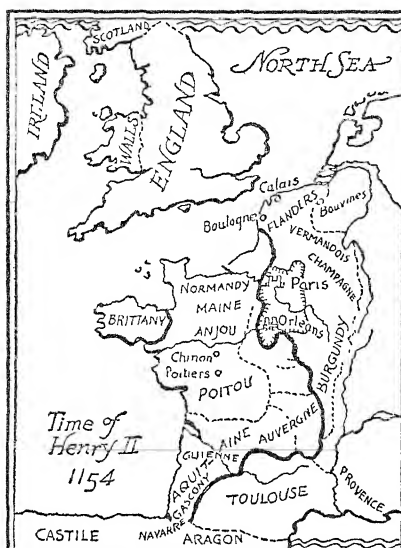 SCOTLAND
NORTH SEA
IRELAND
WALES
ENGLAND
Calais
Boulogne
FLANDERS
Bouvines
VERMANDOIS
CHAMPAGNE
NORMANDY
Paris
MAINE
BRITTANY
ANJOU
Orleans
BURGUNDY
Chinon
Poitiers
POITOU
Time of
Henry II
1154
AUVERGNE
GUIENNE
AQUITAINE
GASCONY
TOULOUSE
PROVENCE
NAVARRE
CASTILE
ARAGON